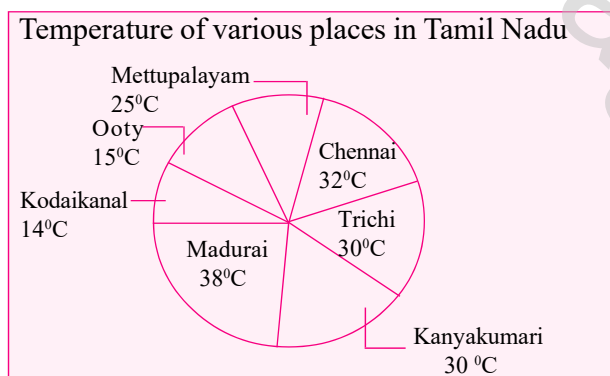 Temperature of various places in Tamil Nadu
Mettupalayam
25⁰C
Ooty
15⁰C
Chennai
32⁰C
Kodaikanal
14⁰C
Trichi
30⁰C
Madurai
38⁰C
Kanyakumari
30 ⁰C